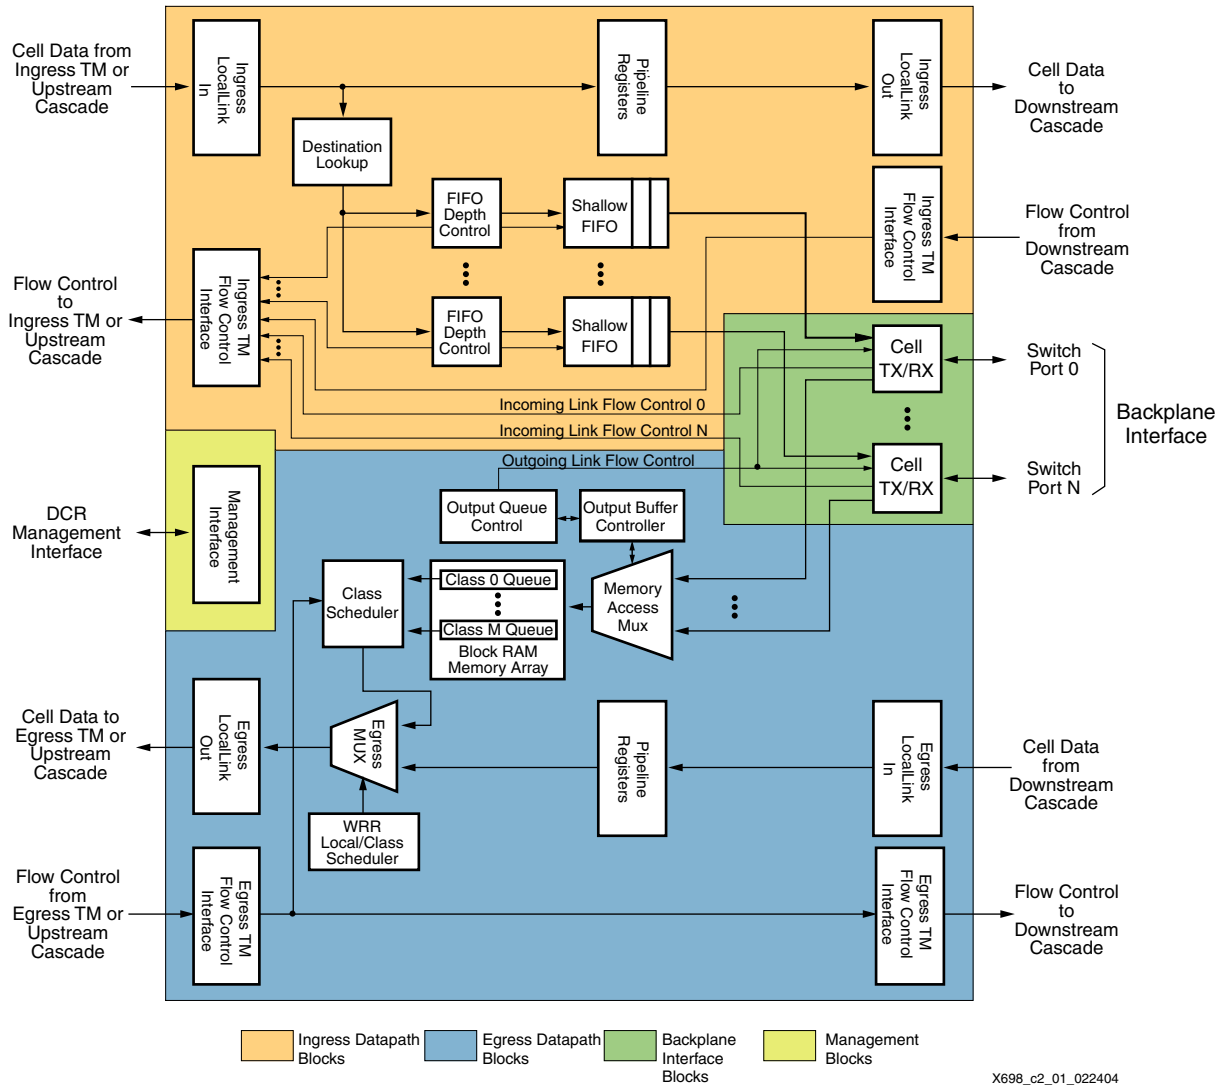 Cell Data from
Ingress TM or
Upstream
Cascade
Ingress
LocalLink
In
Pipeline
Registers
Ingress
LocalLink
Out
Cell Data
to
Downstream
Cascade
Destination
Lookup
FIFO
Depth
Control
Shallow
FIFO
Ingress TM
Flow Control
Interface
Flow Control
from
Downstream
Cascade
Flow Control
to
Ingress TM or
Upstream
Cascade
Ingress TM
Flow Control
Interface
FIFO
Depth
Control
Shallow
FIFO
Cell
TX/RX
Switch
Port 0
Incoming Link Flow Control 0
Incoming Link Flow Control N
Backplane
Interface
Outgoing Link Flow Control
Cell
TX/RX
Switch
Port N
DCR
Management
Interface
Management
Interface
Output Queue
Control
Output Buffer
Controller
Class
Scheduler
Class 0 Queue
Class M Queue
Block RAM
Memory Array
Memory
Access
Mux
Cell Data to
Egress TM or
Upstream
Cascade
Egress
LocalLink
Out
Egress
MUX
Pipeline
Registers
Egress
LocalLink
In
Cell Data
from
Downstream
Cascade
WRR
Local/Class
Scheduler
Flow Control
from
Egress TM or
Upstream
Cascade
Egress TM
Flow Control
Interface
Egress TM
Flow Control
Interface
Flow Control
to
Downstream
Cascade
Ingress Datapath
Blocks
Egress Datapath
Blocks
Backplane
Interface
Blocks
Management
Blocks
X698_c2_01_022404